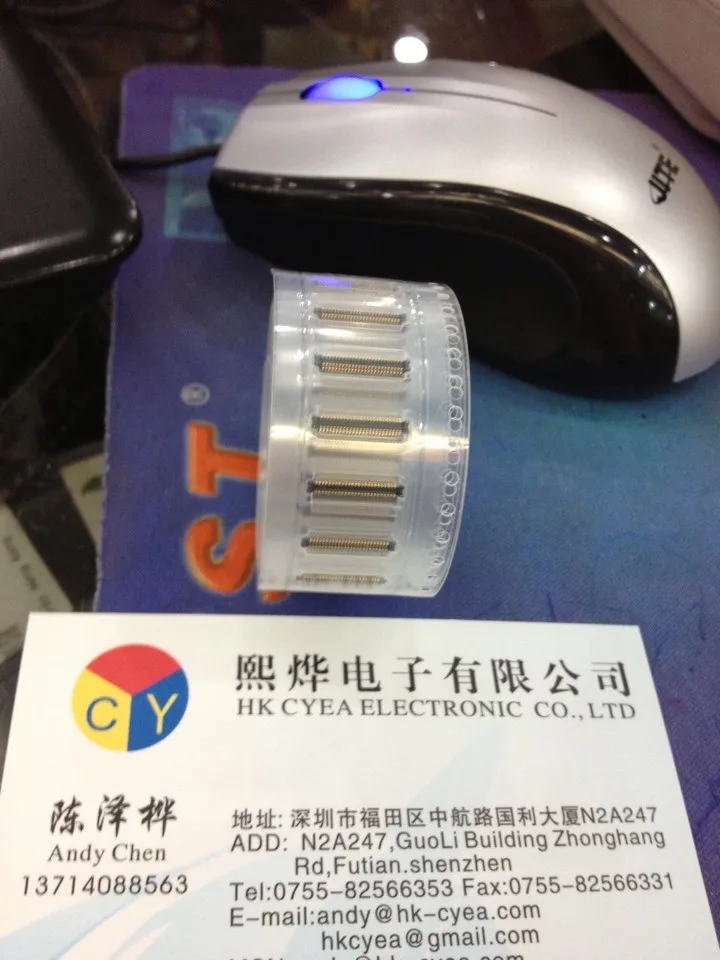 UTE
ST®
CY
熙烨电子有限公司
HK CYEA ELECTRONIC CO.,LTD
陈泽桦
Andy Chen
13714088563
地址: 深圳市福田区中航路国利大厦N2A247
ADD: N2A247,GuoLi Building Zhonghang
Rd,Futian.shenzhen
Tel:0755-82566353 Fax:0755-82566331
E-mail:andy@hk-cyea.com
hkcyea@gmail.com